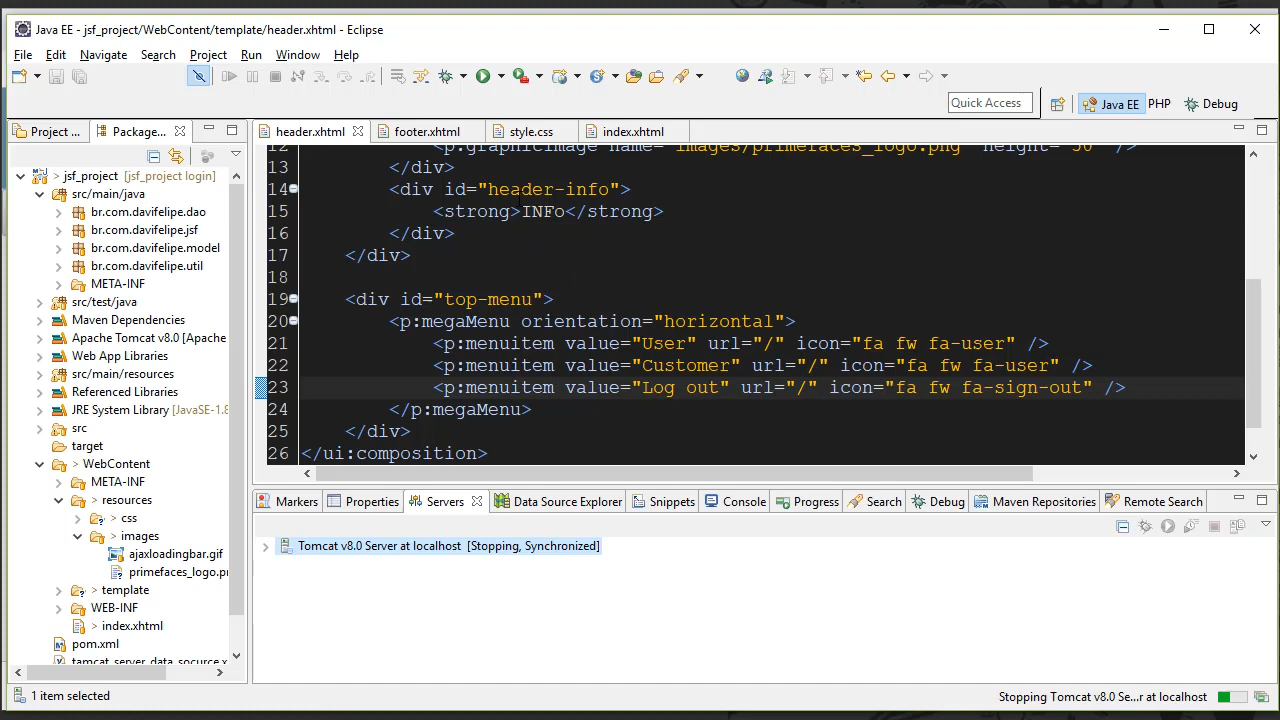 Java EE - jsf_project/WebContent/template/header.xhtml - Eclipse
File Edit Navigate Search Project Run Window Help
Quick Access
Java EE
PHP
Debug
Project ...
Package...
header.xhtml
footer.xhtml
style.css
index.xhtml
> jsf_project [jsf_project login]
src/main/java
br.com.davifelipe.dao
br.com.davifelipe.jsf
br.com.davifelipe.model
br.com.davifelipe.util
META-INF
src/test/java
Maven Dependencies
Apache Tomcat v8.0 [Apache
Web App Libraries
src/main/resources
Referenced Libraries
JRE System Library [JavaSE-1.8
src
target
> WebContent
META-INF
> resources
> css
> images
ajaxloadingbar.gif
primefaces_logo.p
> template
WEB-INF
> index.xhtml
pom.xml
tamcat_server_data_socurce.x
12 <p:graphicImage name="images/primefaces_logo.png" height="50" />
13 </div>
14 <div id="header-info">
15 <strong>INFo</strong>
16 </div>
17 </div>
18
19 <div id="top-menu">
20 <p:megaMenu orientation="horizontal">
21 <p:menuitem value="User" url="/" icon="fa fw fa-user" />
22 <p:menuitem value="Customer" url="/" icon="fa fw fa-user" />
23 <p:menuitem value="Log out" url="/" icon="fa fw fa-sign-out" />
24 </p:megaMenu>
25 </div>
26 </ui:composition>
Markers
Properties
Servers
Data Source Explorer
Snippets
Console
Progress
Search
Debug
Maven Repositories
Remote Search
Tomcat v8.0 Server at localhost [Stopping, Synchronized]
1 item selected
Stopping Tomcat v8.0 Se...r at localhost